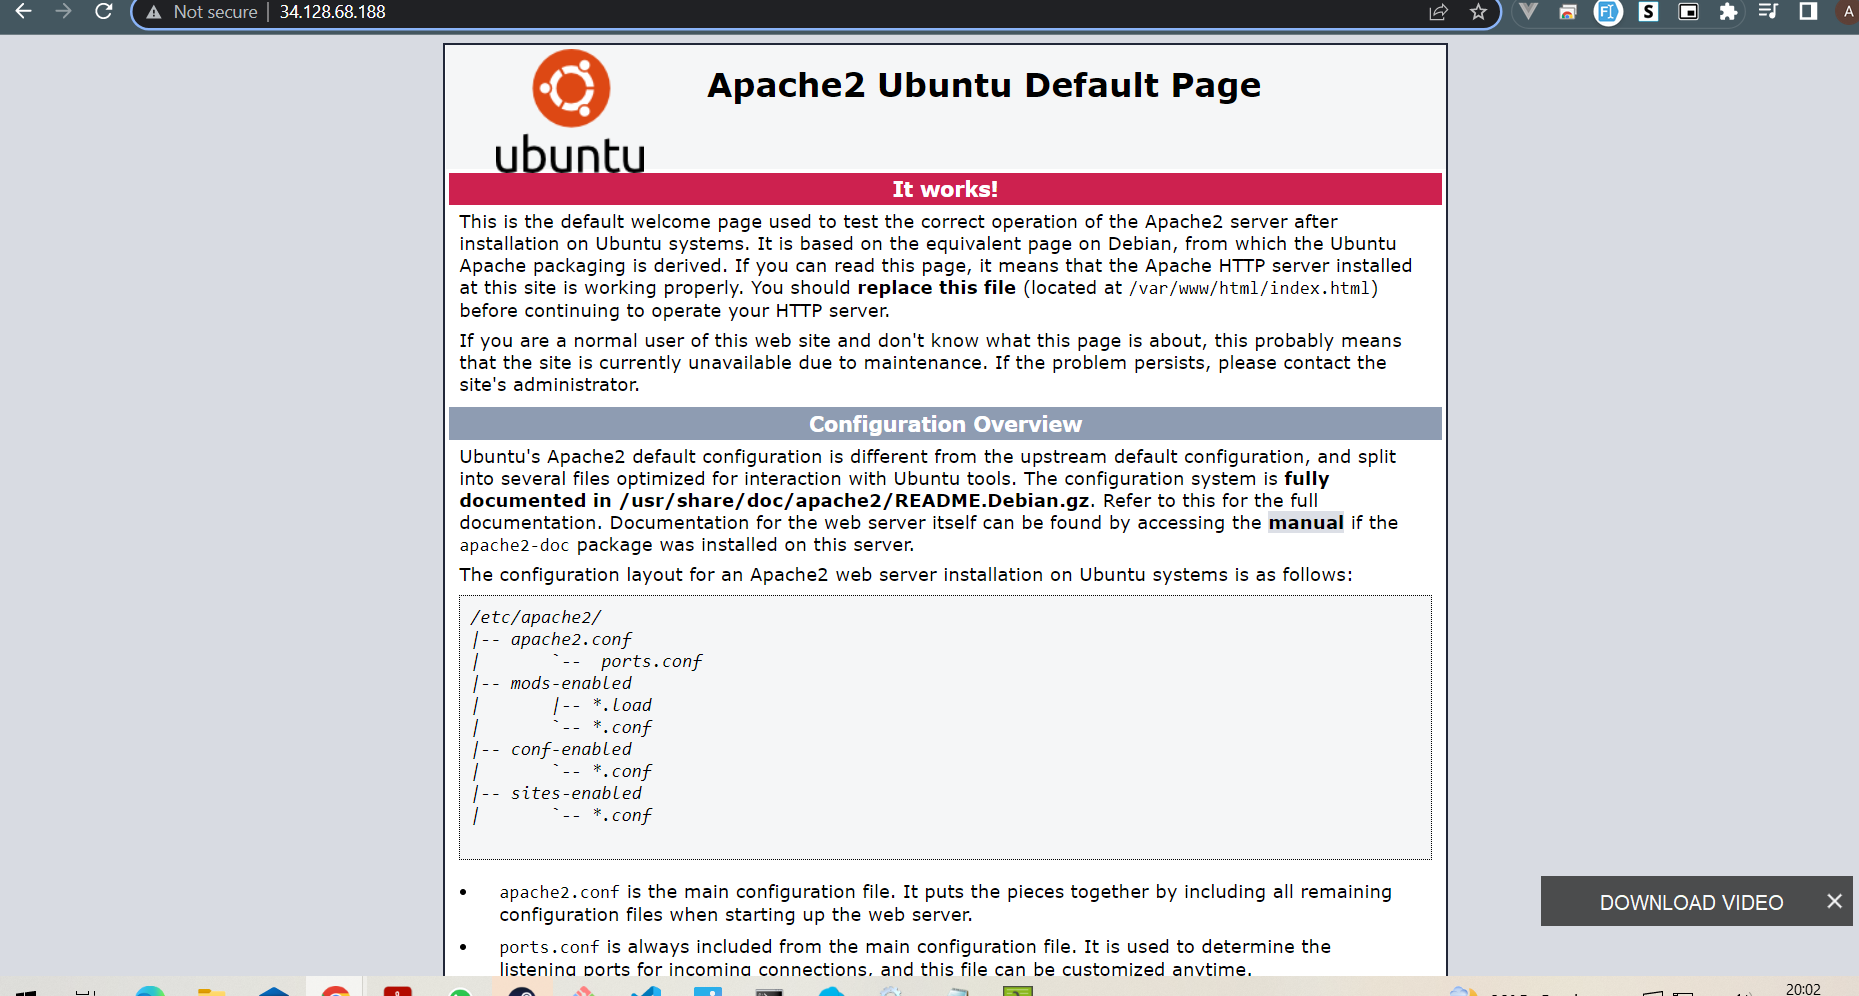 Not secure | 34.128.68.188
S
A
ubuntu
Apache2 Ubuntu Default Page
It works!
This is the default welcome page used to test the correct operation of the Apache2 server after
installation on Ubuntu systems. It is based on the equivalent page on Debian, from which the Ubuntu
Apache packaging is derived. If you can read this page, it means that the Apache HTTP server installed
at this site is working properly. You should replace this file (located at /var/www/html/index.html)
before continuing to operate your HTTP server.
If you are a normal user of this web site and don't know what this page is about, this probably means
that the site is currently unavailable due to maintenance. If the problem persists, please contact the
site's administrator.
Configuration Overview
Ubuntu's Apache2 default configuration is different from the upstream default configuration, and split
into several files optimized for interaction with Ubuntu tools. The configuration system is fully
documented in /usr/share/doc/apache2/README.Debian.gz. Refer to this for the full
documentation. Documentation for the web server itself can be found by accessing the manual if the
apache2-doc package was installed on this server.
The configuration layout for an Apache2 web server installation on Ubuntu systems is as follows:
/etc/apache2/
|-- apache2.conf
|       `--  ports.conf
|-- mods-enabled
|       |-- *.load
|       `-- *.conf
|-- conf-enabled
|       `-- *.conf
|-- sites-enabled
|       `-- *.conf
• apache2.conf is the main configuration file. It puts the pieces together by including all remaining
configuration files when starting up the web server.
• ports.conf is always included from the main configuration file. It is used to determine the
listening ports for incoming connections, and this file can be customized anytime.
DOWNLOAD VIDEO
20:02